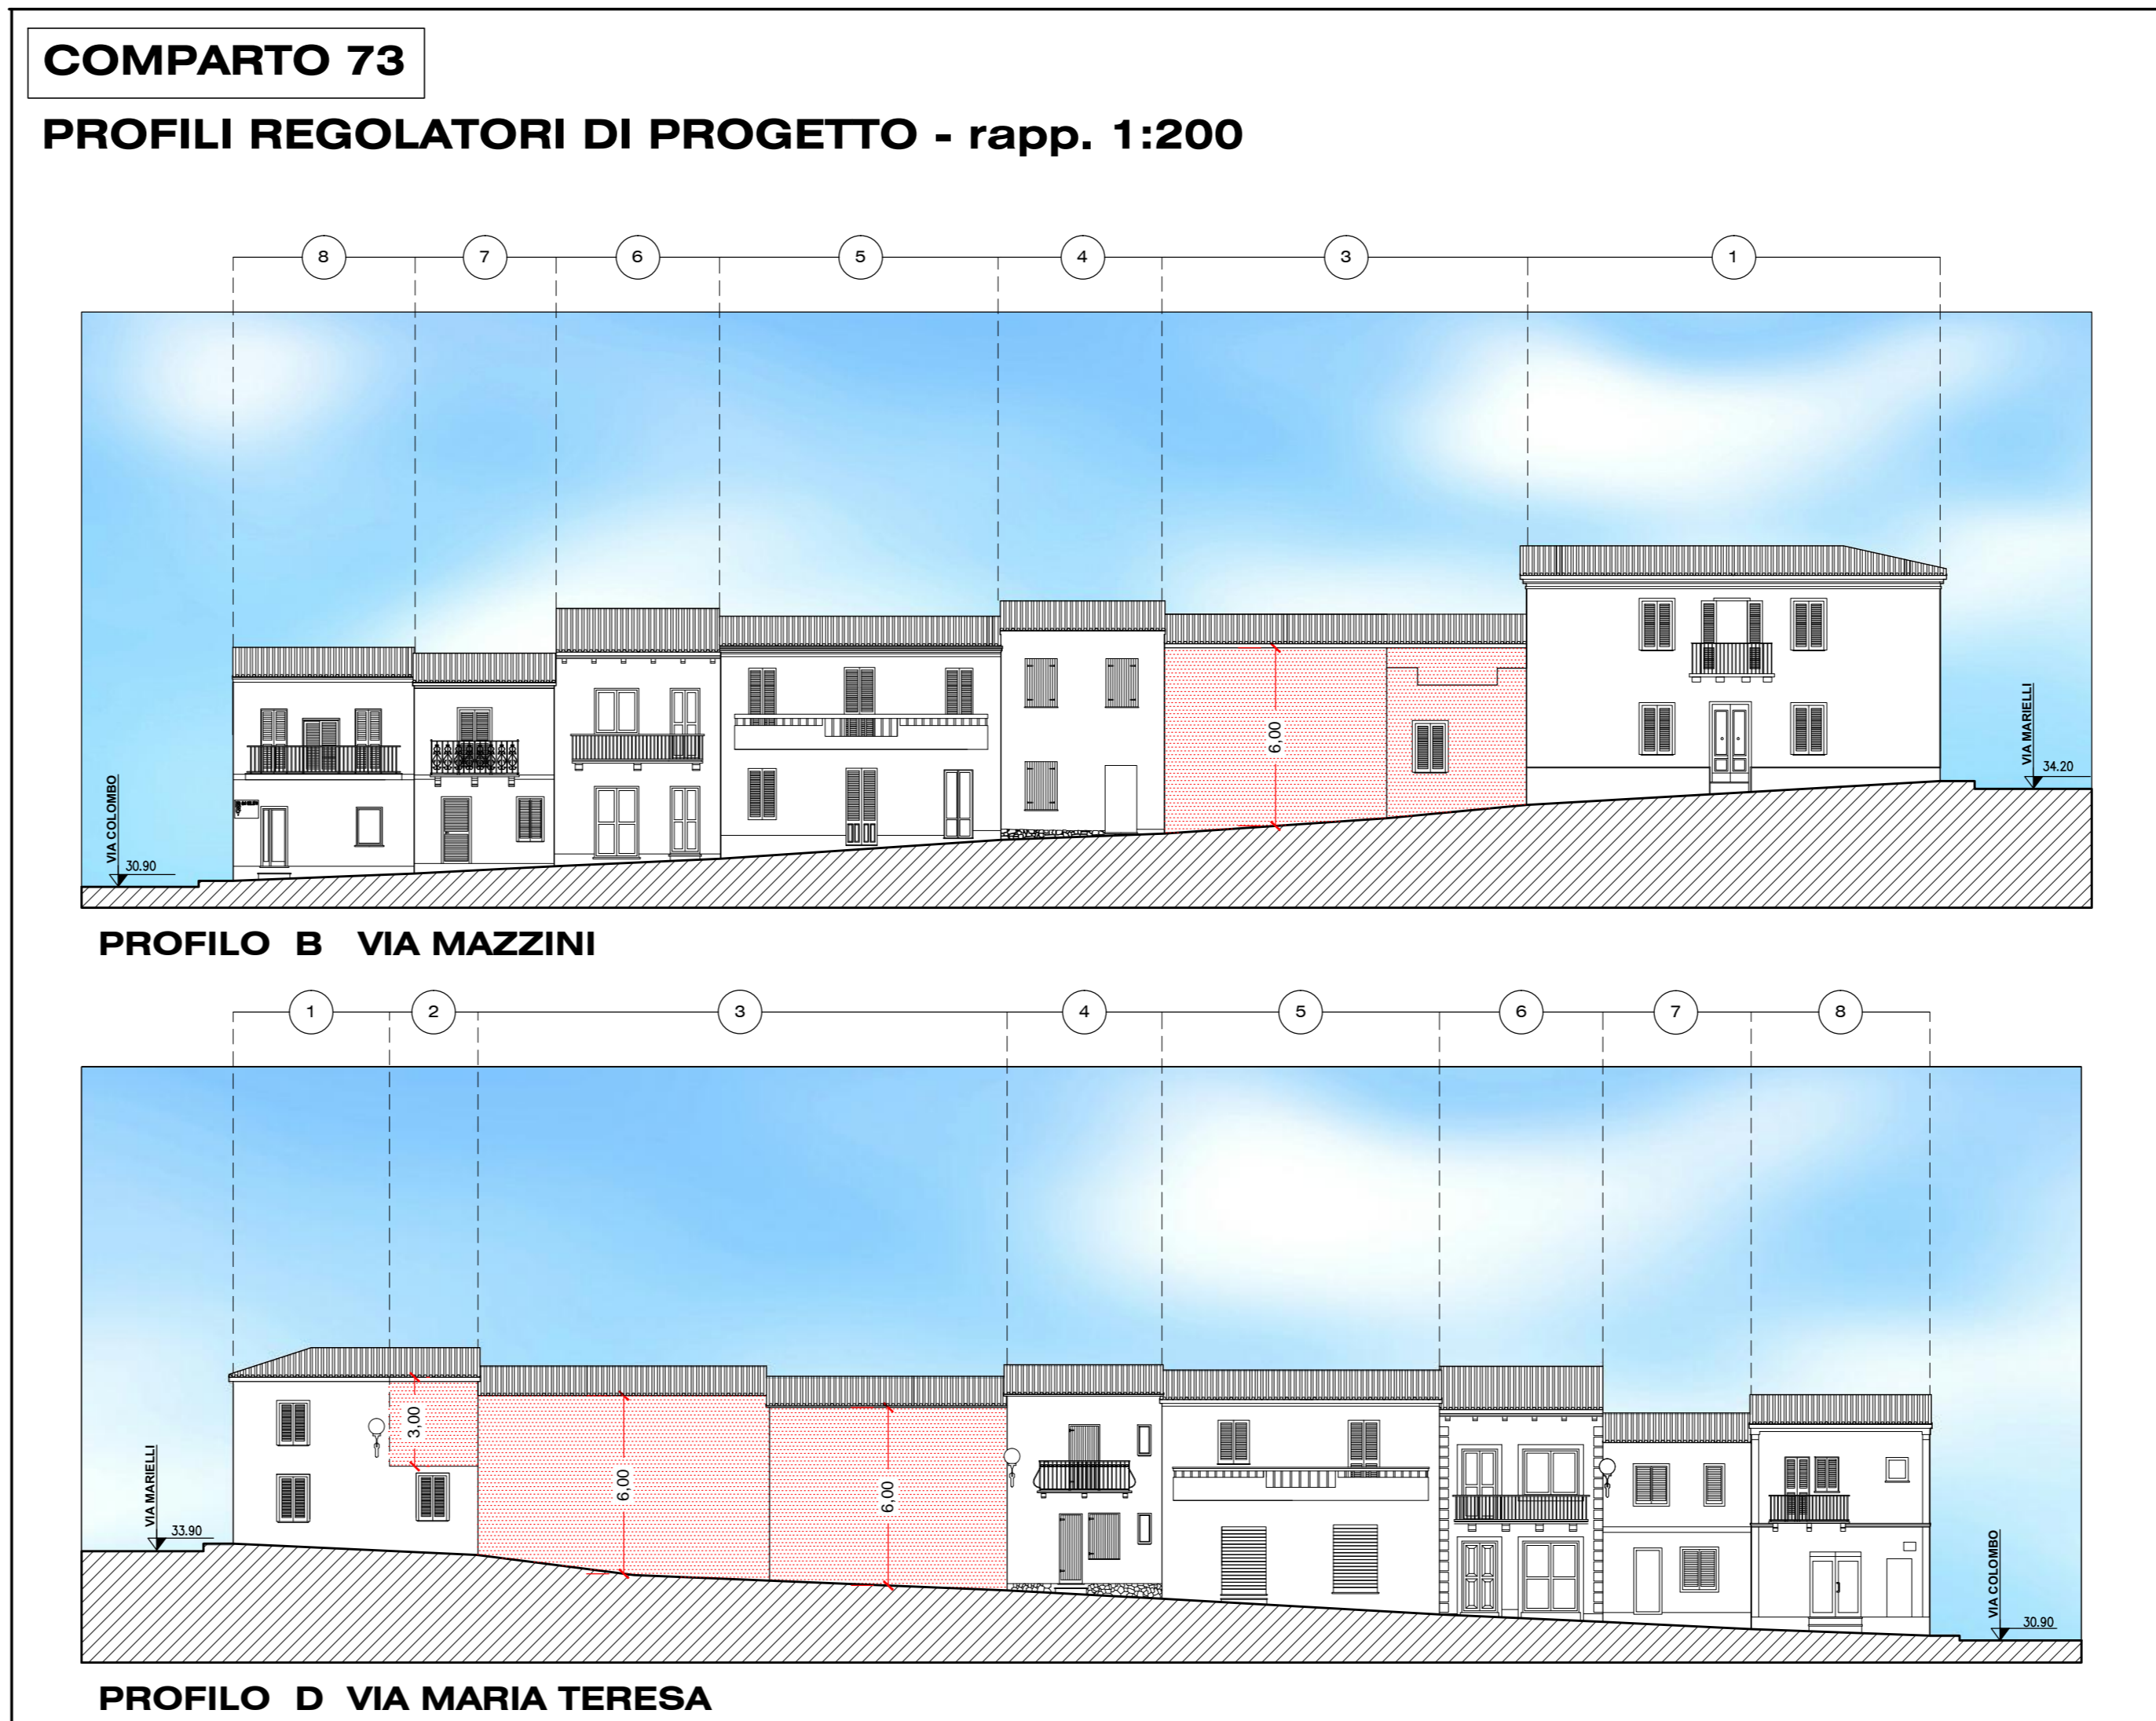 COMPARTO 73
PROFILI REGOLATORI DI PROGETTO - rapp. 1:200
8 7 6 5 4 3 1
6,00
VIA COLOMBO
30.90
VIA MARIELLI
34.20
PROFILO B VIA MAZZINI
1 2 3 4 5 6 7 8
3,00
6,00
6,00
VIA MARIELLI
33.90
VIA COLOMBO
30.90
PROFILO D VIA MARIA TERESA